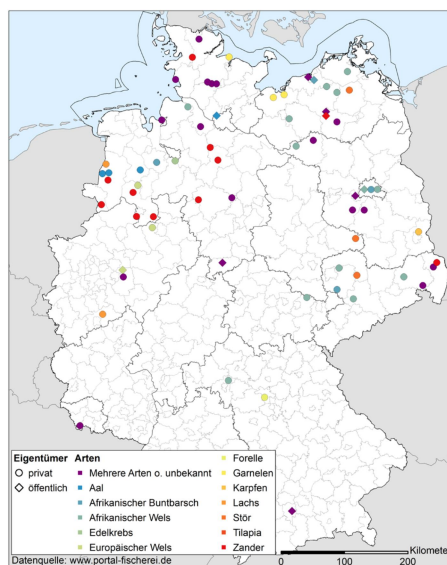 Eigentümer
privat
öffentlich
Arten
Mehrere Arten o. unbekannt
Aal
Afrikanischer Buntbarsch
Afrikanischer Wels
Edelkrebs
Europäischer Wels
Forelle
Garnelen
Karpfen
Lachs
Stör
Tilapia
Zander
Kilometer
0 100 200
Datenquelle: www.portal-fischerei.de